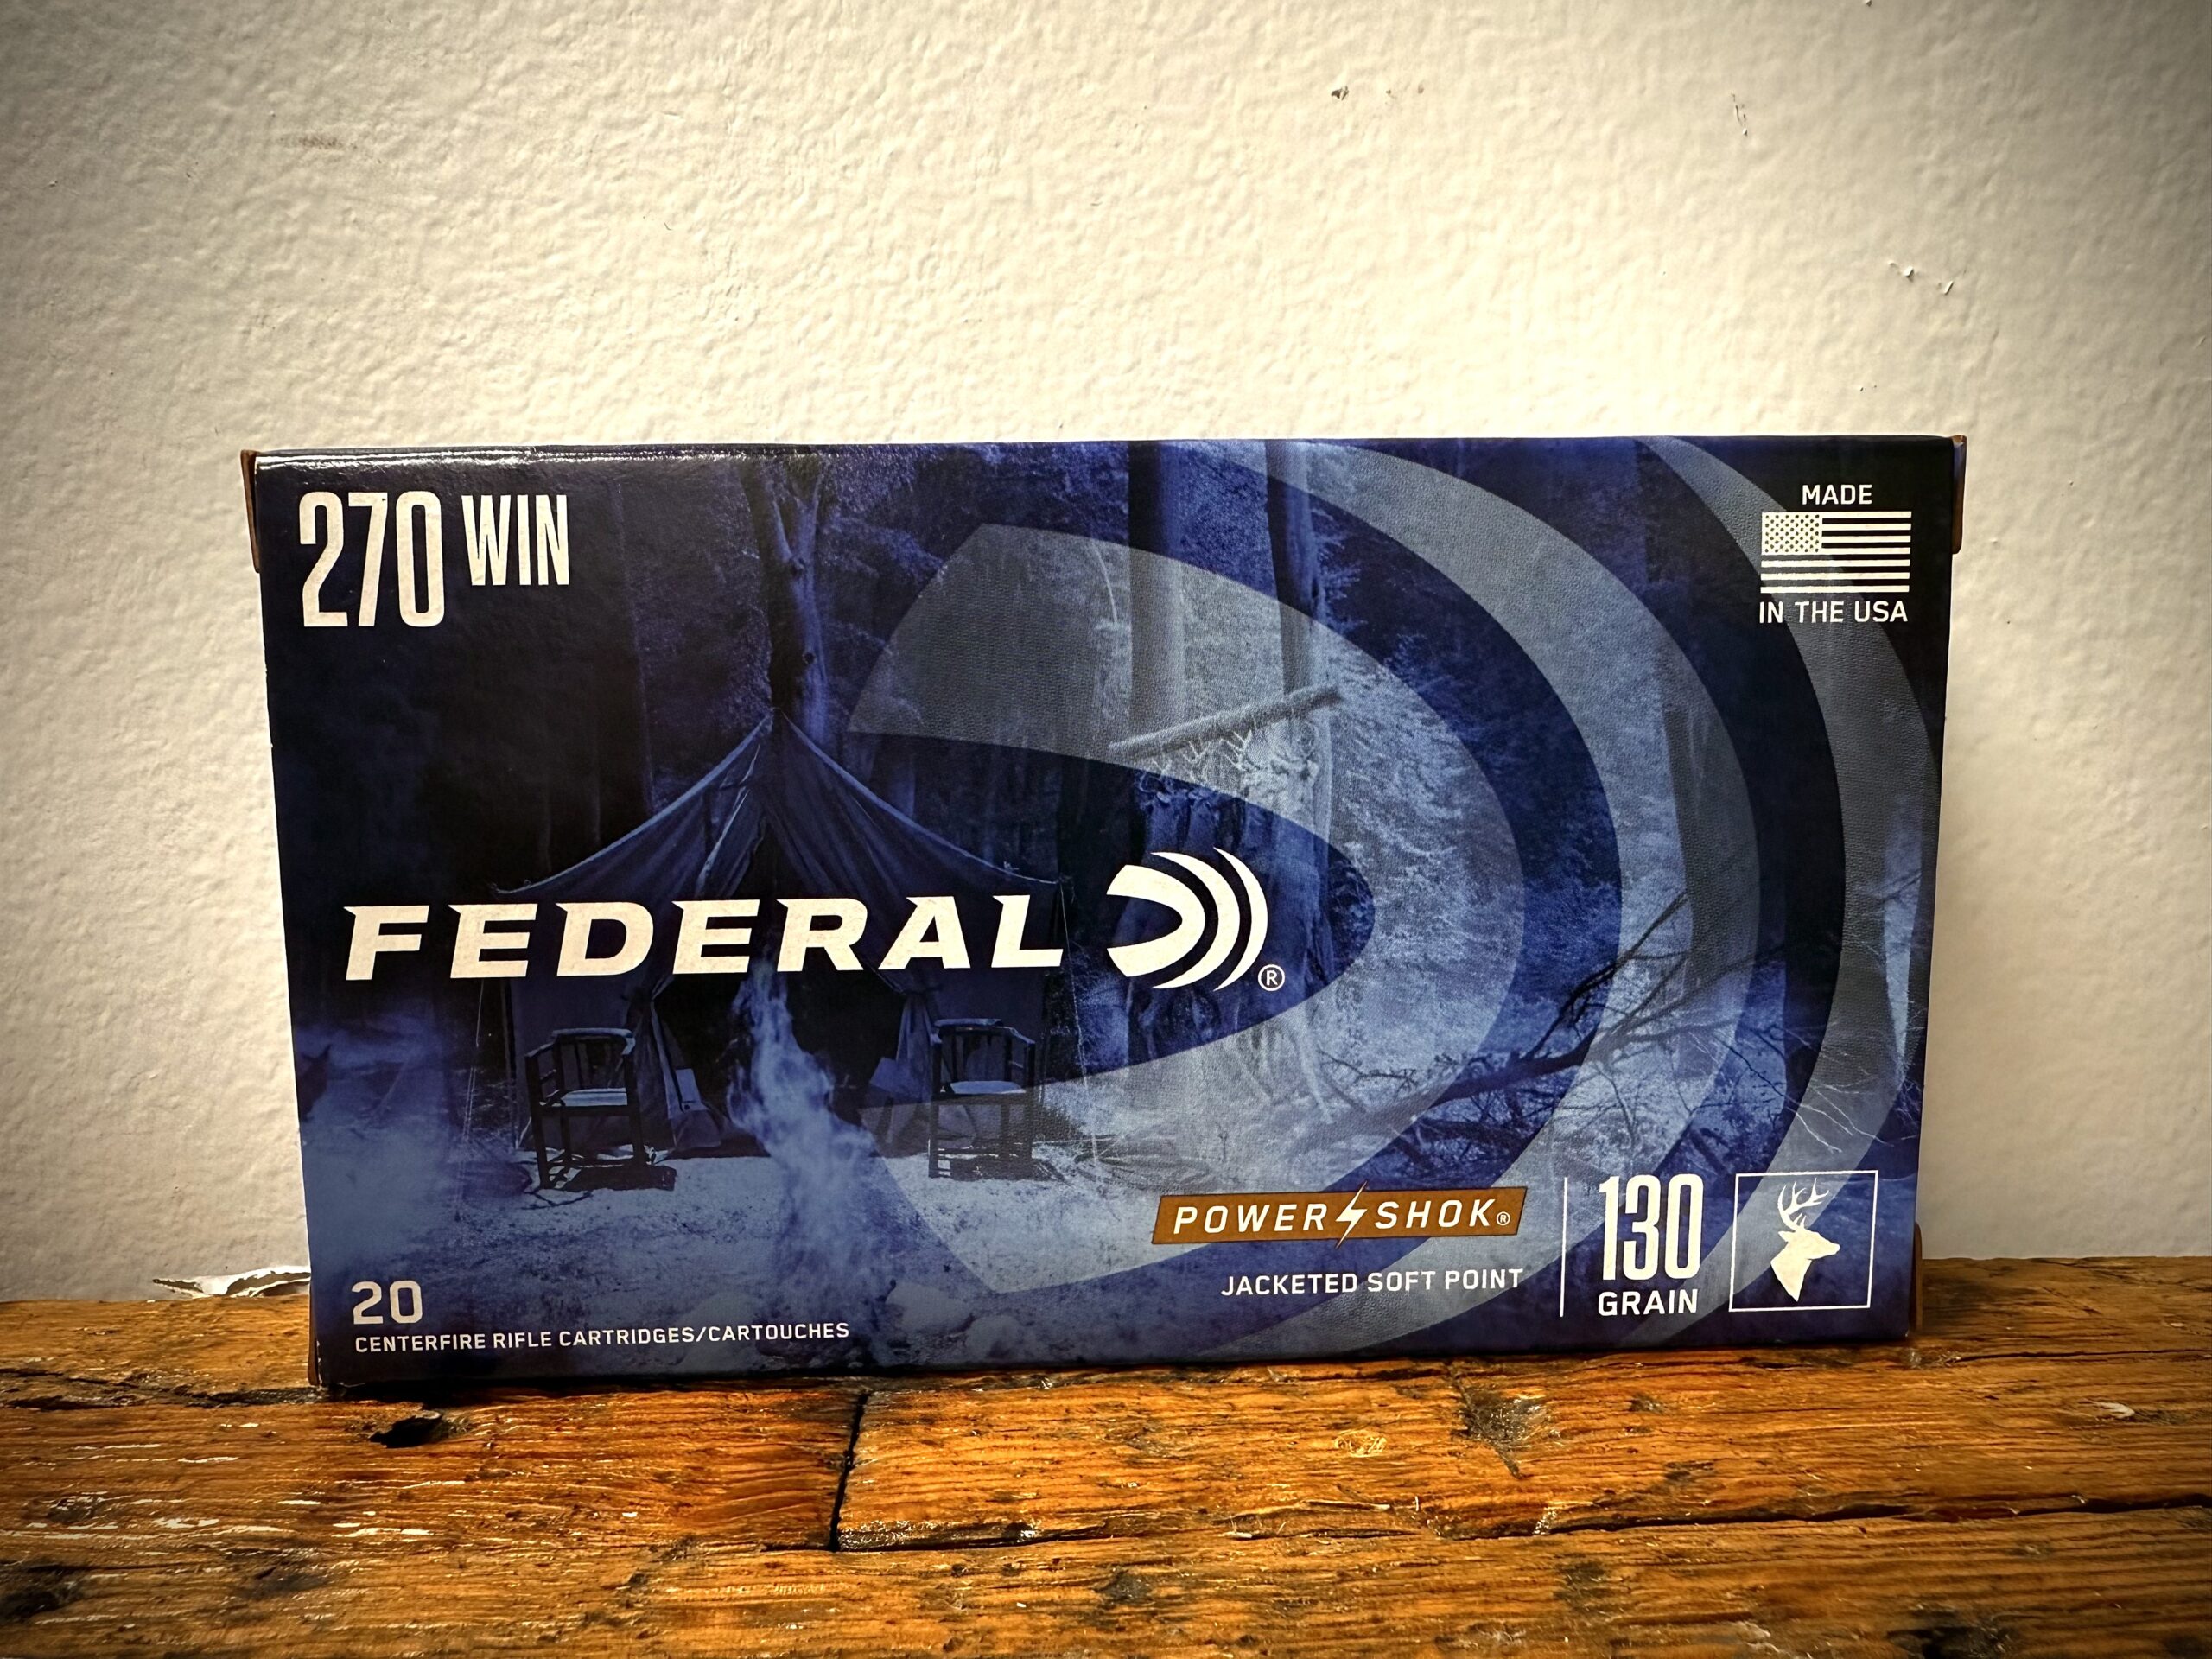 270 WIN
MADE
IN THE USA
FEDERAL®
POWER SHOK®
JACKETED SOFT POINT
130
GRAIN
20
CENTERFIRE RIFLE CARTRIDGES/CARTOUCHES